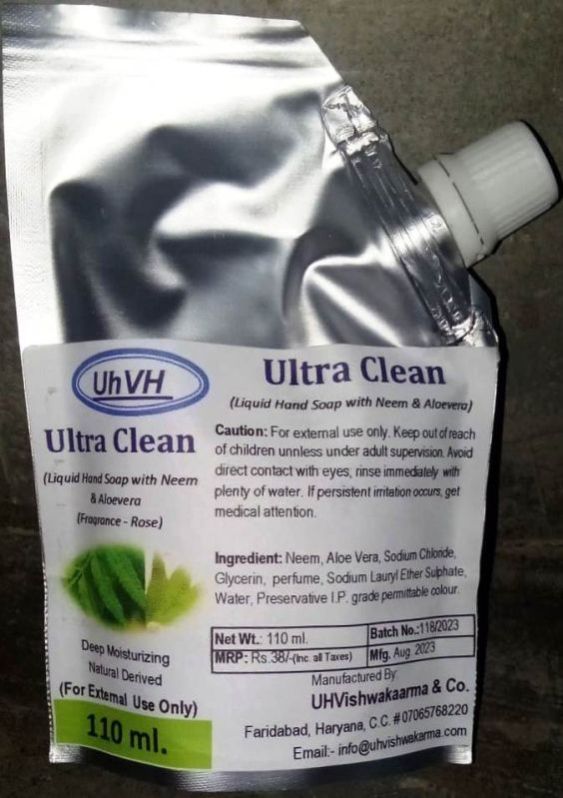 UhVH
Ultra Clean
(Liquid Hand Soap with Neem
& Aloevera
(Fragrance - Rose)
Deep Moisturizing
Natural Derived
(For External Use Only)
110 ml.
Ultra Clean
(Liquid Hand Soap with Neem & Aloevera)
Caution: For external use only. Keep out of reach
of children unnless under adult supervision. Avoid
direct contact with eyes, rinse immediately with
plenty of water. If persistent irritation occurs, get
medical attention.
Ingredient: Neem, Aloe Vera, Sodium Chloride,
Glycerin, perfume, Sodium Lauryl Ether Sulphate,
Water, Preservative I.P. grade permittable colour.
Net Wt.: 110 ml. Batch No.:118/2023
MRP: Rs.38/-(Inc. all Taxes) Mfg. Aug. 2023
Manufactured By
UHVishwakaarma & Co.
Faridabad, Haryana, C.C. # 07065768220
Email:- info@uhvishwakarma.com